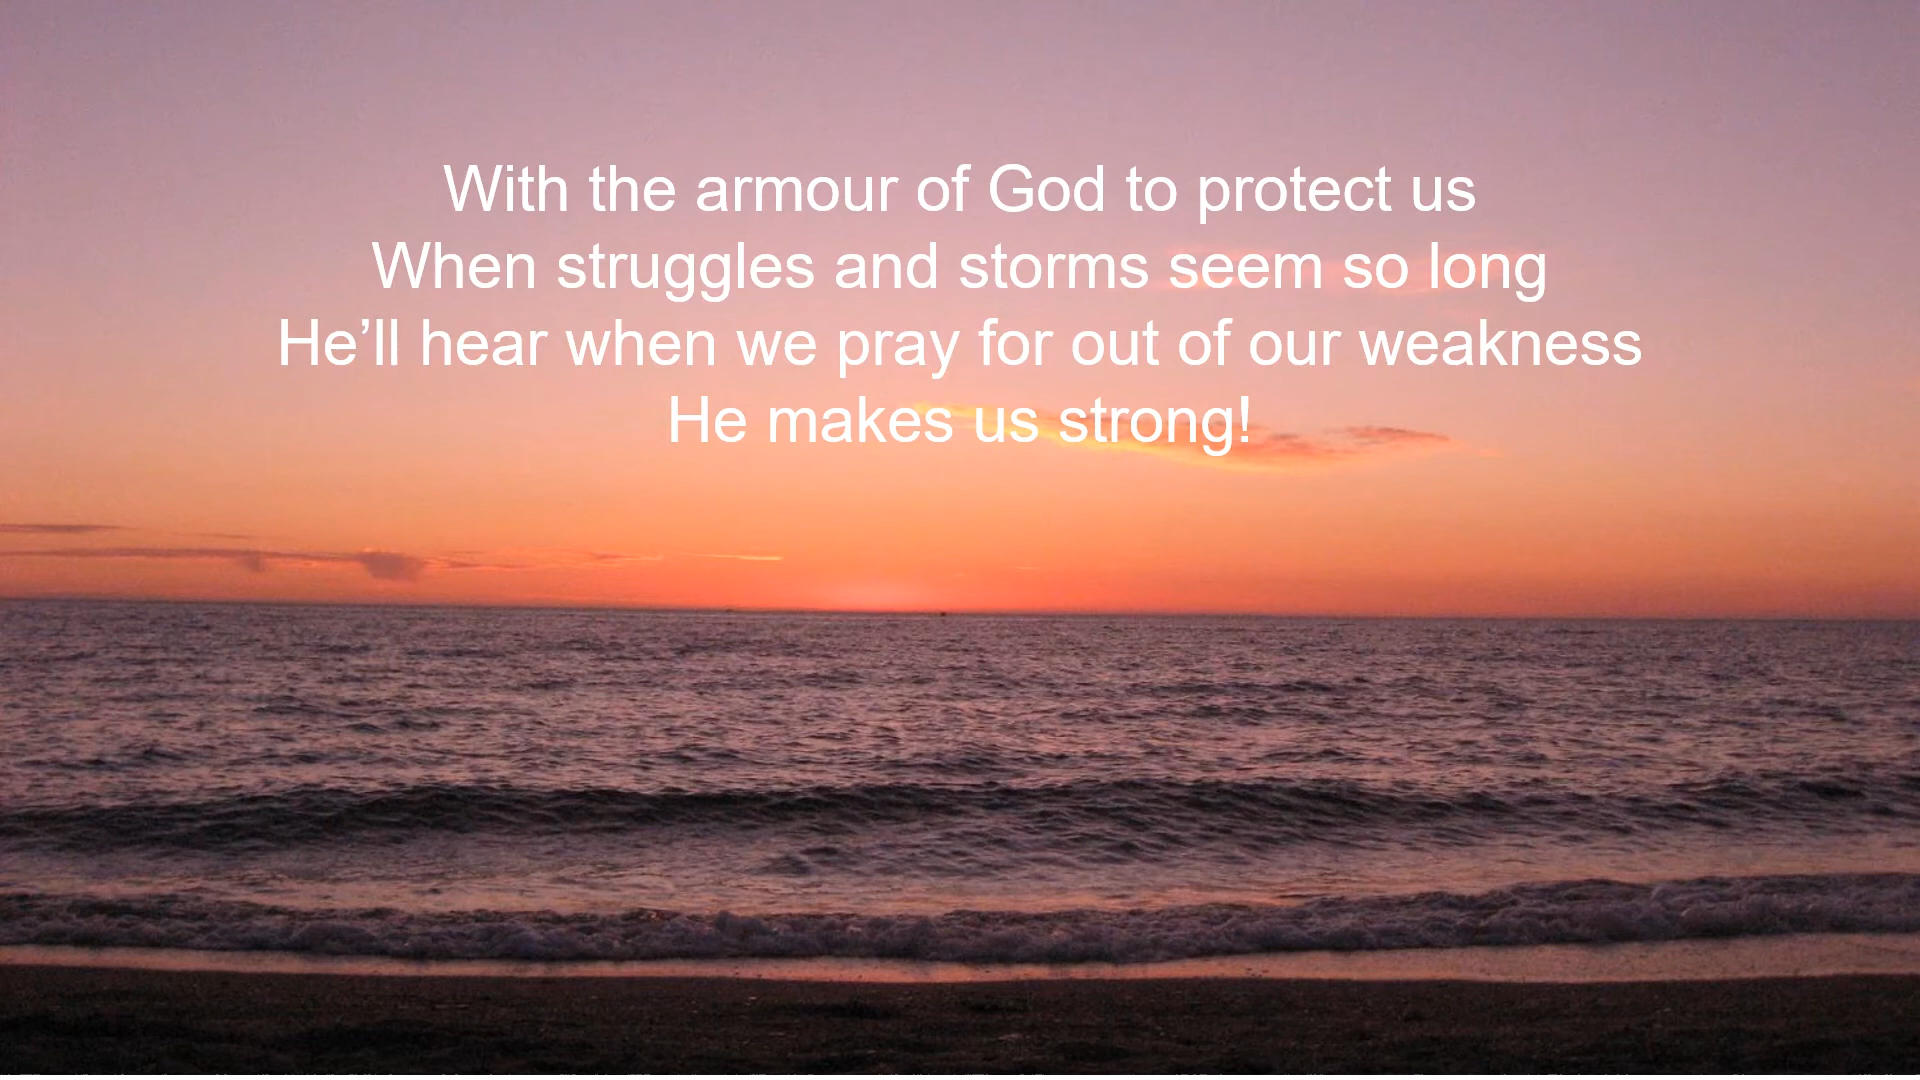 With the armour of God to protect us
When struggles and storms seem so long
He’ll hear when we pray for out of our weakness
He makes us strong!